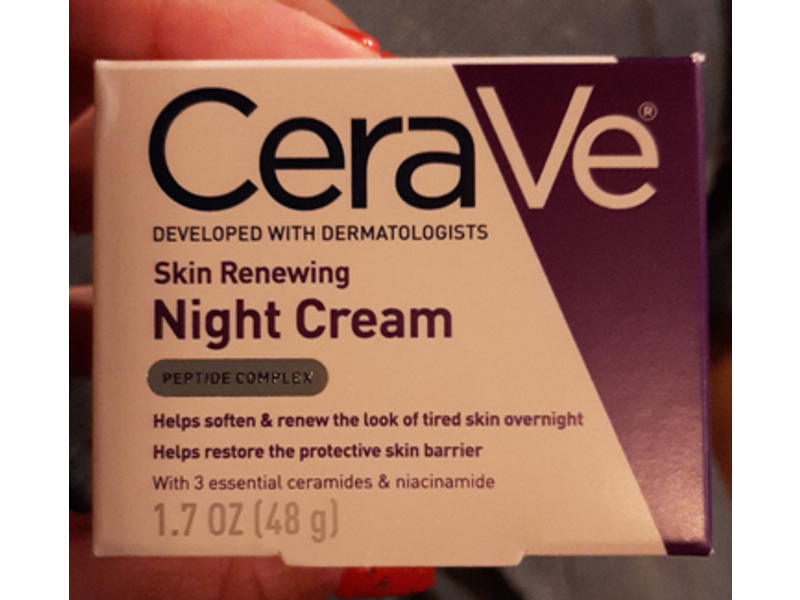 CeraVe®
DEVELOPED WITH DERMATOLOGISTS
Skin Renewing
Night Cream
PEPTIDE COMPLEX
Helps soften & renew the look of tired skin overnight
Helps restore the protective skin barrier
With 3 essential ceramides & niacinamide
1.7 OZ (48 g)